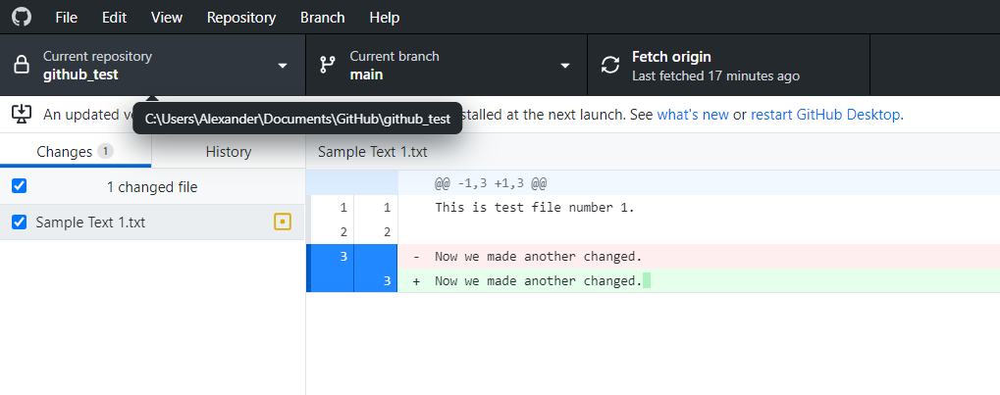 File Edit View Repository Branch Help
Current repository
github_test
Current branch
main
Fetch origin
Last fetched 17 minutes ago
C:\Users\Alexander\Documents\GitHub\github_test
An updated stalled at the next launch. See what's new or restart GitHub Desktop.
Changes 1 History
1 changed file
Sample Text 1.txt
Sample Text 1.txt
@@ -1,3 +1,3 @@
1 1 This is test file number 1.
2 2
3 - Now we made another changed.
3 + Now we made another changed.